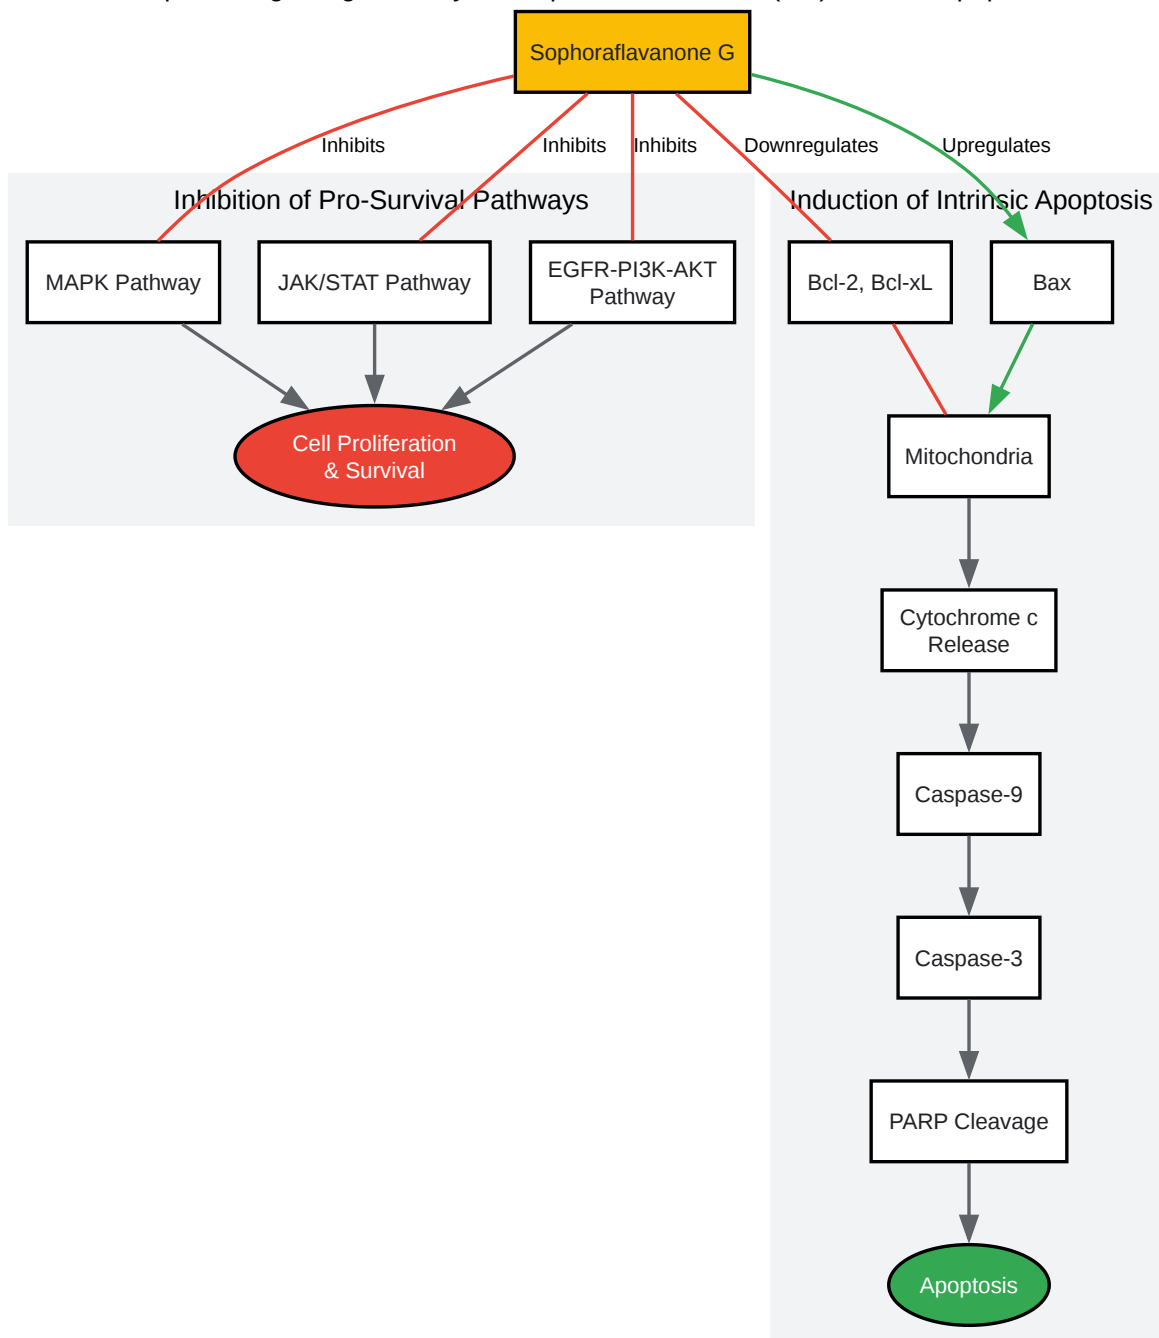 Sophoraflavanone G
Inhibits
Inhibits
Inhibits
Downregulates
Upregulates
Inhibition of Pro-Survival Pathways
Induction of Intrinsic Apoptosis
MAPK Pathway
JAK/STAT Pathway
EGFR-PI3K-AKT
Pathway
Bcl-2, Bcl-xL
Bax
Cell Proliferation
& Survival
Mitochondria
Cytochrome c
Release
Caspase-9
Caspase-3
PARP Cleavage
Apoptosis